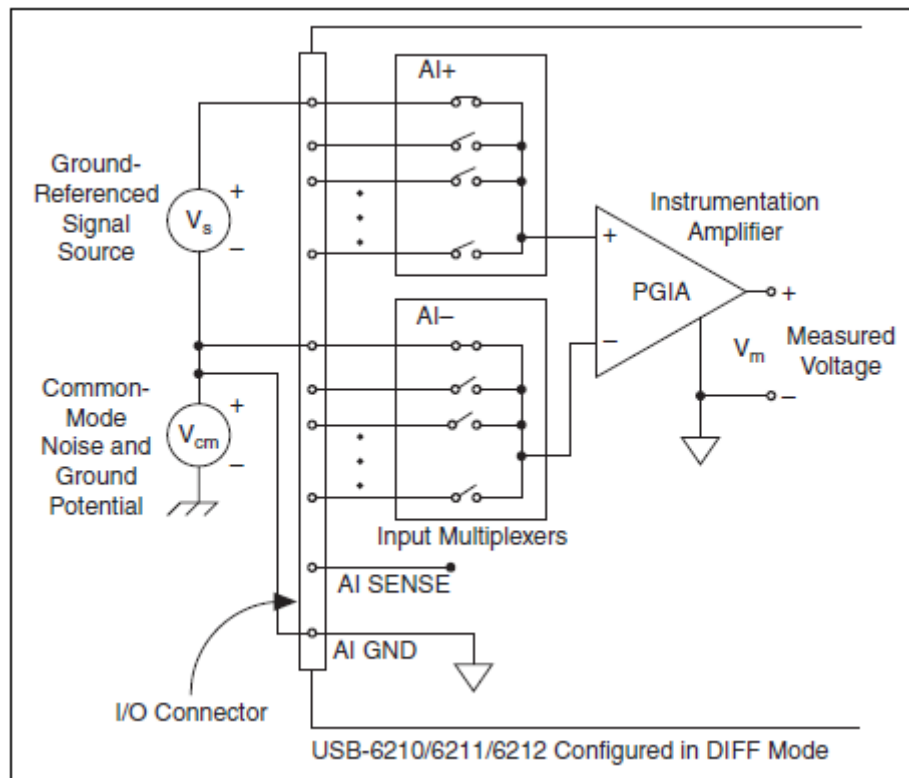 AI+
Ground-
Referenced
Signal
Source
+
Vs
–
Instrumentation
Amplifier
+
PGIA
–
+
Vm
Measured
Voltage
–
AI–
Common-
Mode
Noise and
Ground
Potential
+
Vcm
–
Input Multiplexers
AI SENSE
AI GND
I/O Connector
USB-6210/6211/6212 Configured in DIFF Mode